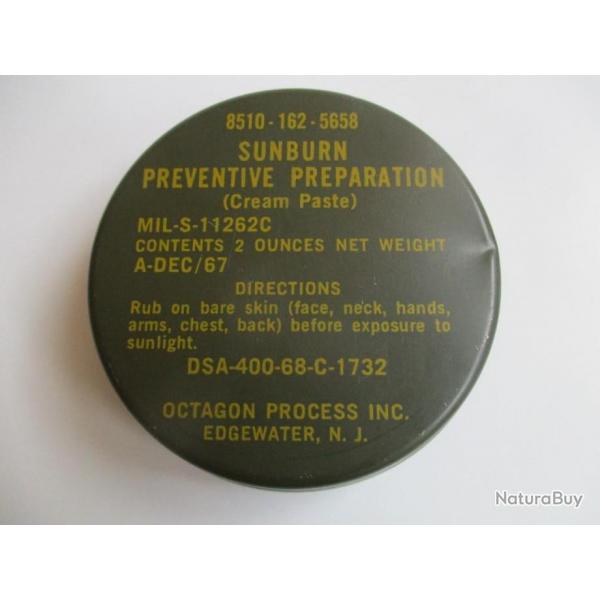 8510-162-5658
SUNBURN
PREVENTIVE PREPARATION
(Cream Paste)
MIL-S-11262C
CONTENTS 2 OUNCES NET WEIGHT
A-DEC/67
DIRECTIONS
Rub on bare skin (face, neck, hands,
arms, chest, back) before exposure to
sunlight.
DSA-400-68-C-1732
OCTAGON PROCESS INC.
EDGEWATER, N. J.
NaturaBuy